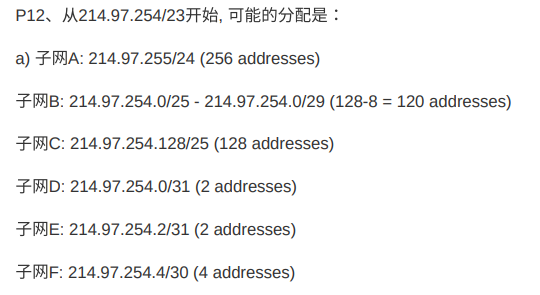 P12、从214.97.254/23开始, 可能的分配是：
a) 子网A: 214.97.255/24 (256 addresses)
子网B: 214.97.254.0/25 - 214.97.254.0/29 (128-8 = 120 addresses)
子网C: 214.97.254.128/25 (128 addresses)
子网D: 214.97.254.0/31 (2 addresses)
子网E: 214.97.254.2/31 (2 addresses)
子网F: 214.97.254.4/30 (4 addresses)